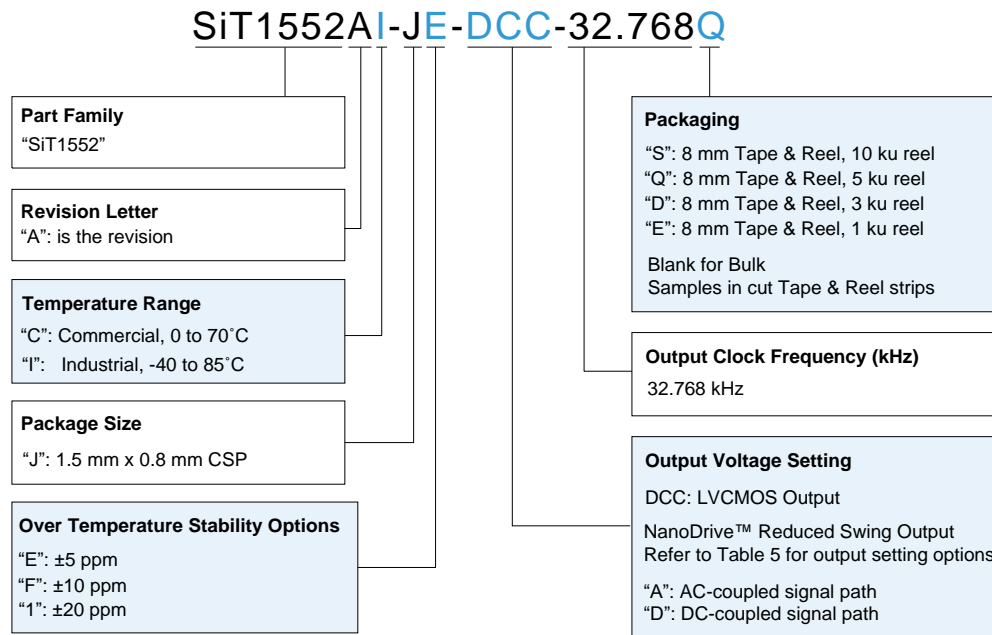 SiT1552AI-JE-DCC-32.768Q
Part Family
“SiT1552”
Revision Letter
“A”: is the revision
Temperature Range
“C”: Commercial, 0 to 70˚C
“I”: Industrial, -40 to 85˚C
Package Size
“J”: 1.5 mm x 0.8 mm CSP
Over Temperature Stability Options
“E”: ±5 ppm
“F”: ±10 ppm
“1”: ±20 ppm
Packaging
“S”: 8 mm Tape & Reel, 10 ku reel
“Q”: 8 mm Tape & Reel, 5 ku reel
“D”: 8 mm Tape & Reel, 3 ku reel
“E”: 8 mm Tape & Reel, 1 ku reel
Blank for Bulk
Samples in cut Tape & Reel strips
Output Clock Frequency (kHz)
32.768 kHz
Output Voltage Setting
DCC: LVCMOS Output
NanoDrive™ Reduced Swing Output
Refer to Table 5 for output setting options
“A”: AC-coupled signal path
“D”: DC-coupled signal path